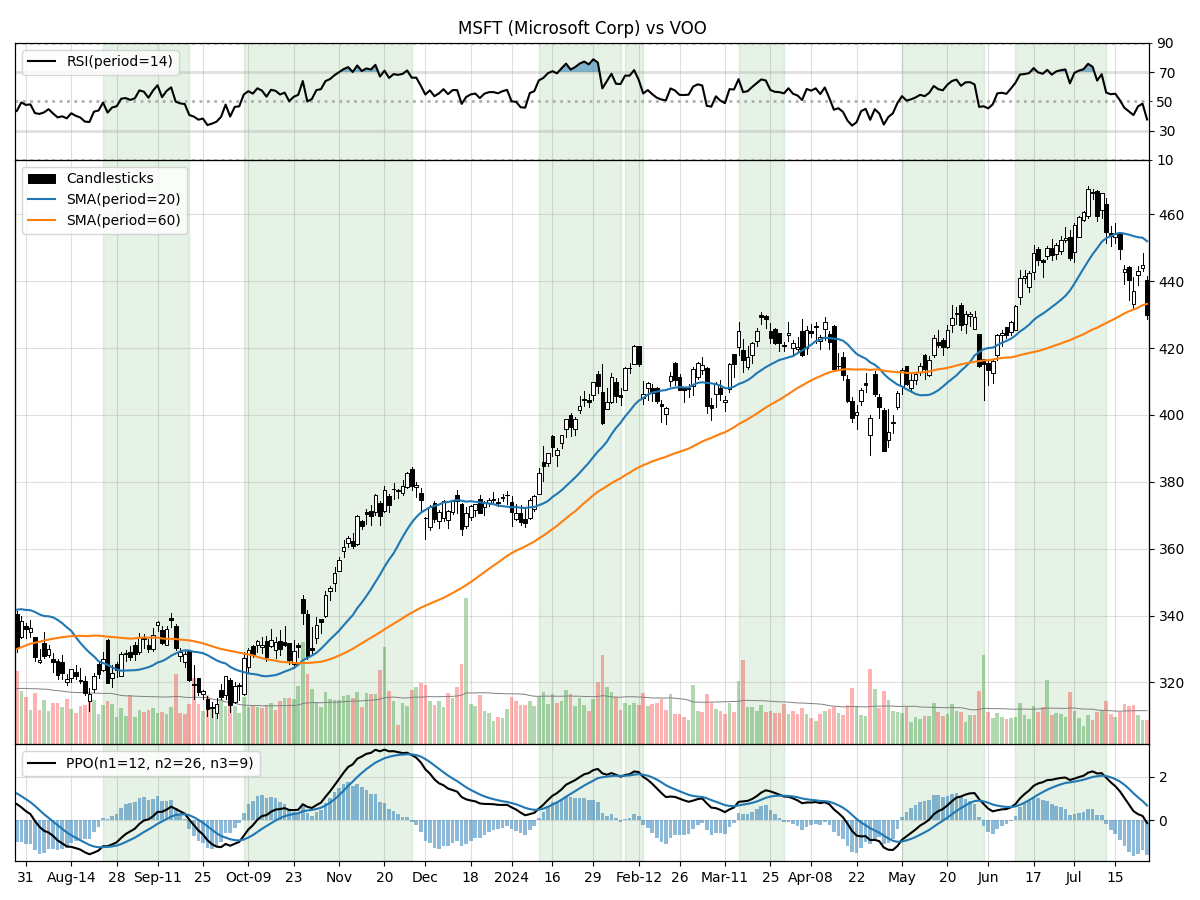 MSFT (Microsoft Corp) vs VOO
RSI(period=14)
90
70
50
30
10
Candlesticks
SMA(period=20)
SMA(period=60)
460
440
420
400
380
360
340
320
PPO(n1=12, n2=26, n3=9)
2
0
31 Aug-14 28 Sep-11 25 Oct-09 23 Nov 20 Dec 18 2024 16 29 Feb-12 26 Mar-11 25 Apr-08 22 May 20 Jun 17 Jul 15